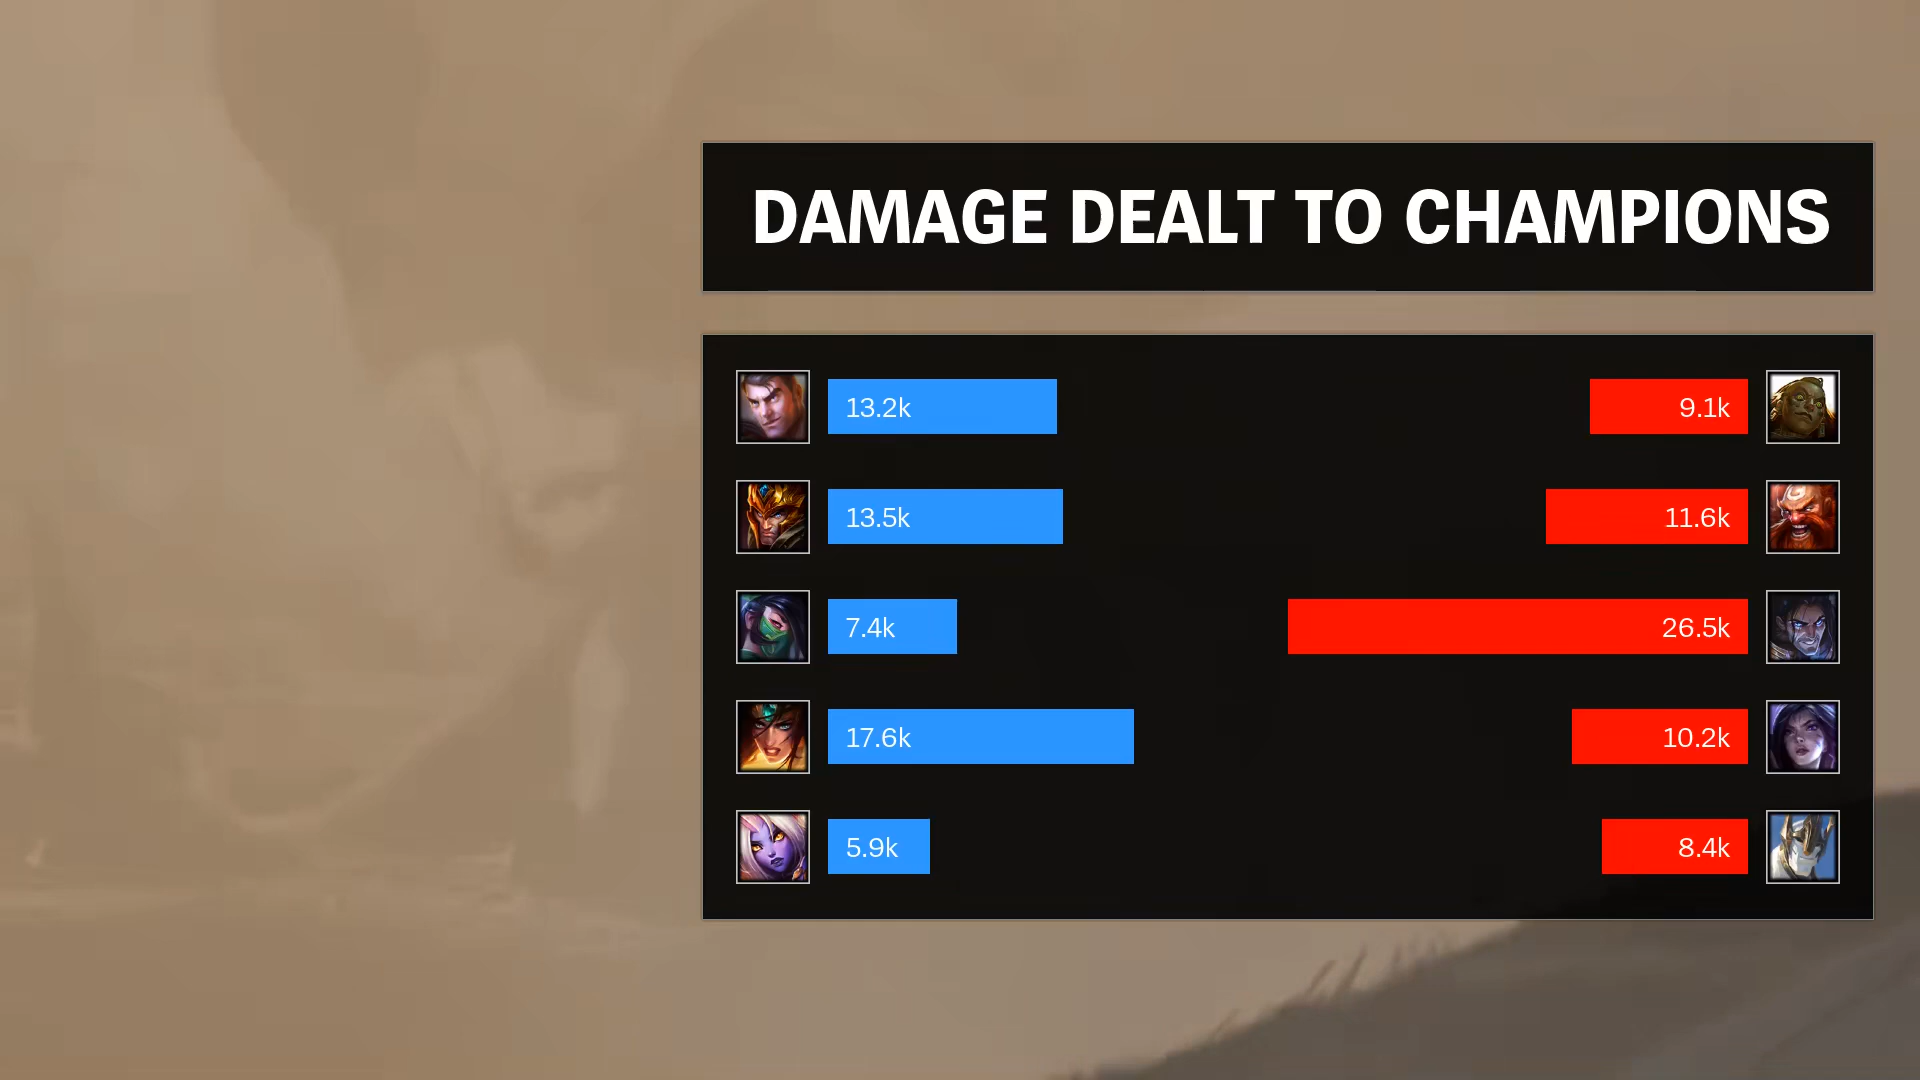 DAMAGE DEALT TO CHAMPIONS
13.2k 9.1k
13.5k 11.6k
7.4k 26.5k
17.6k 10.2k
5.9k 8.4k